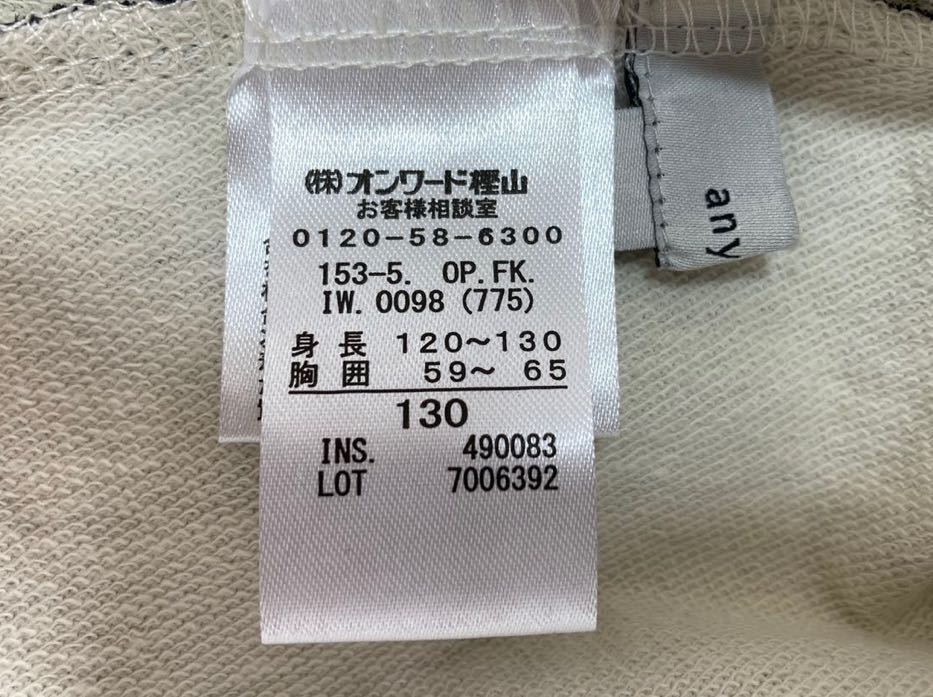 (株)オンワード樫山
お客様相談室
0120-58-6300
153-5. OP.FK.
IW. 0098 (775)
身長 120〜130
胸囲 59〜 65
130
INS. 490083
LOT 7006392
any